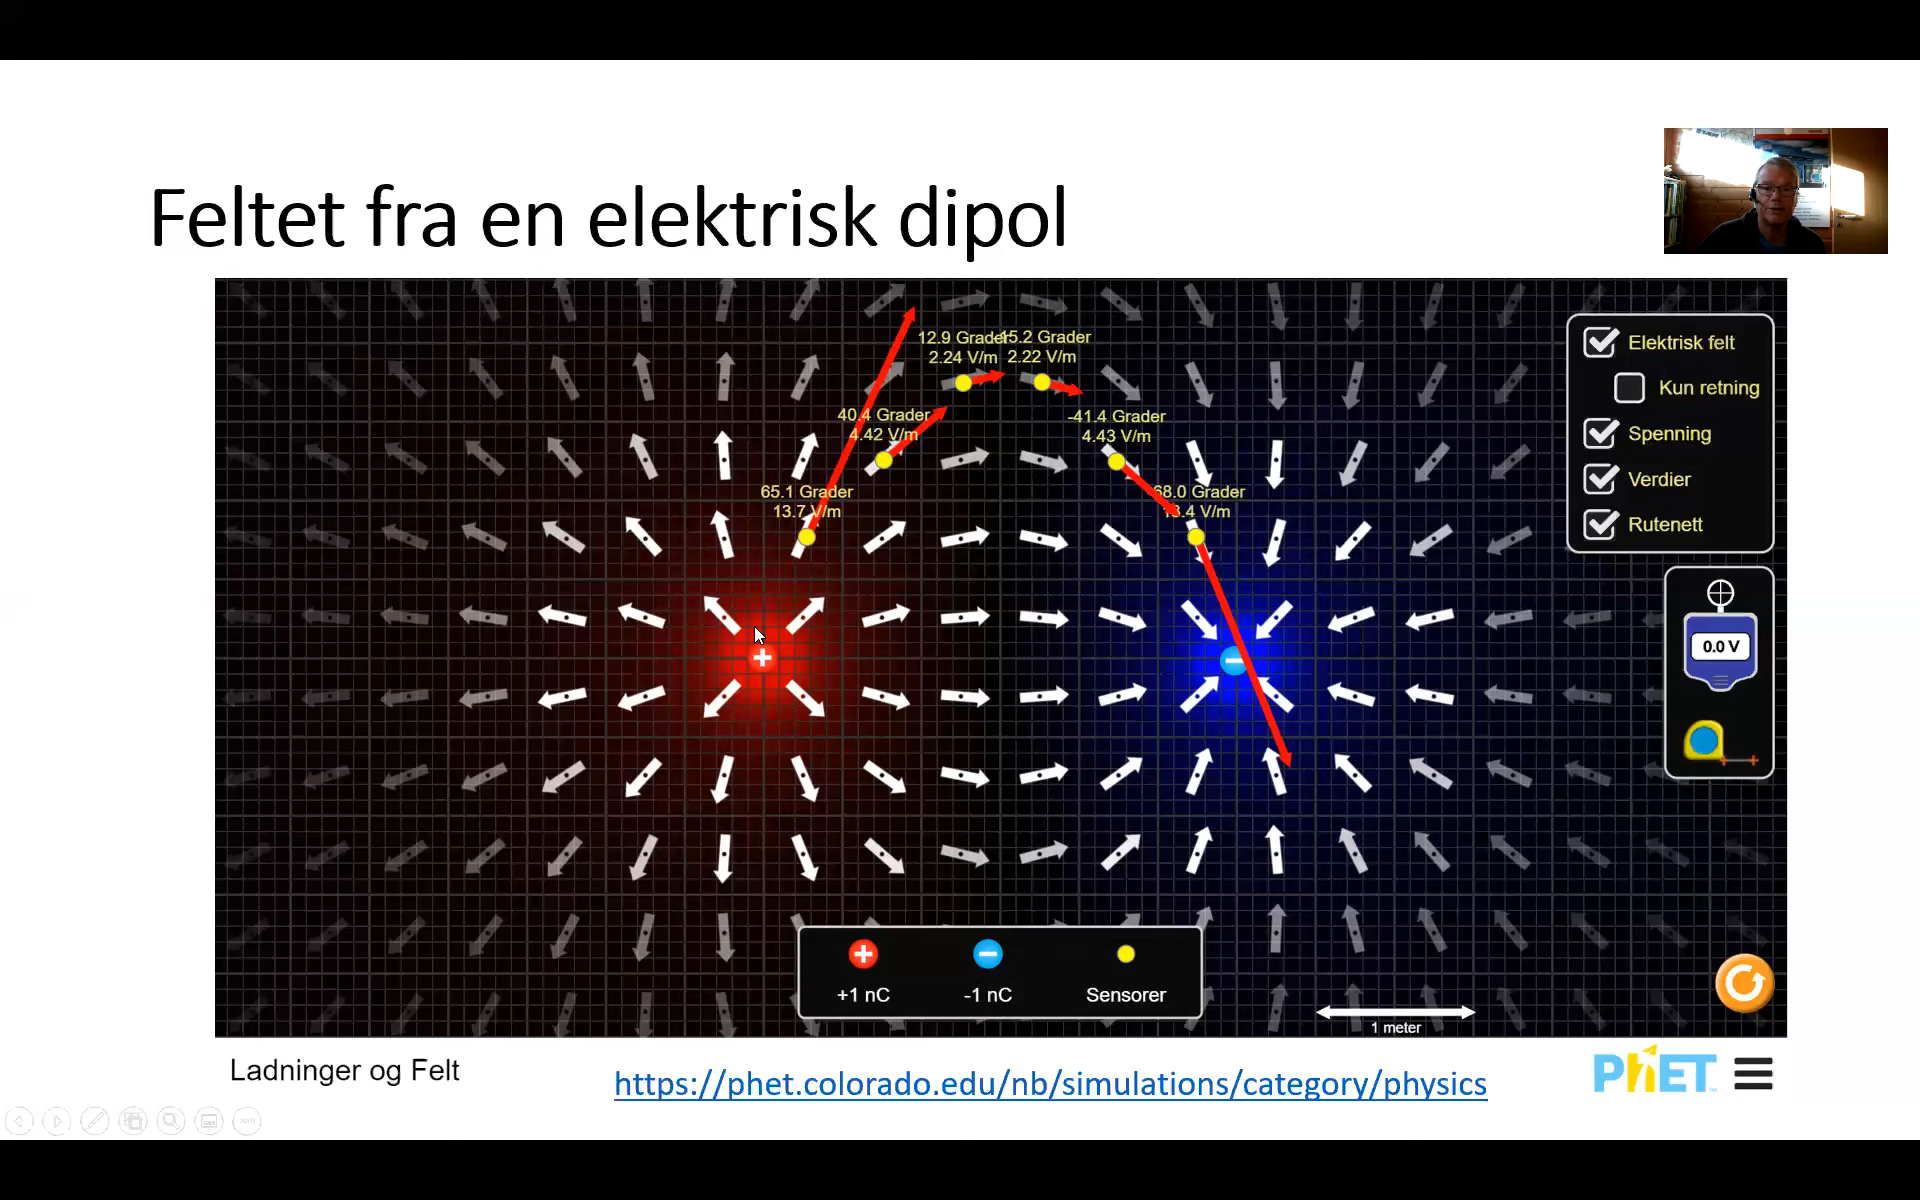 Feltet fra en elektrisk dipol
12.9 Grader
2.24 V/m
15.2 Grader
2.22 V/m
40.4 Grader
4.42 V/m
-41.4 Grader
4.43 V/m
65.1 Grader
13.7 V/m
68.0 Grader
13.4 V/m
Elektrisk felt
Kun retning
Spenning
Verdier
Rutenett
0.0 V
+1 nC
-1 nC
Sensorer
1 meter
Ladninger og Felt
https://phet.colorado.edu/nb/simulations/category/physics
PhET